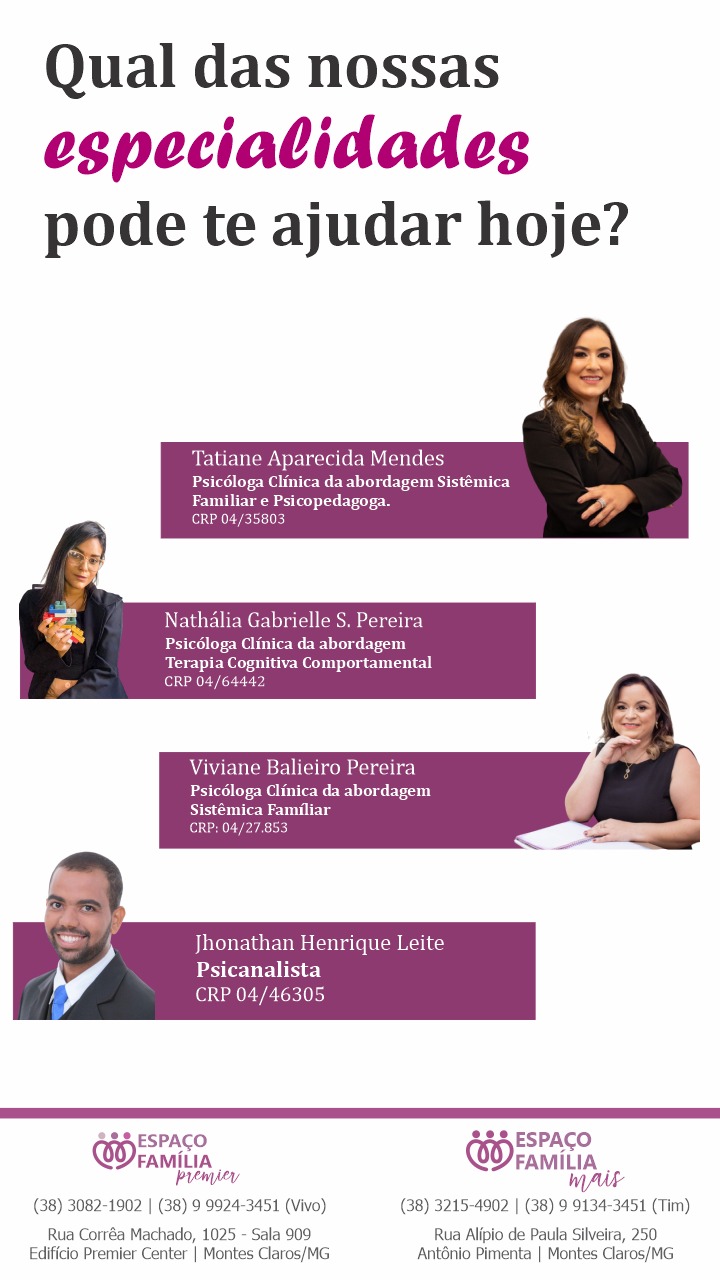 Qual das nossas
especialidades
pode te ajudar hoje?
Tatiane Aparecida Mendes
Psicóloga Clínica da abordagem Sistêmica
Familiar e Psicopedagoga.
CRP 04/35803
Nathália Gabrielle S. Pereira
Psicóloga Clínica da abordagem
Terapia Cognitiva Comportamental
CRP 04/64442
Viviane Balieiro Pereira
Psicóloga Clínica da abordagem
Sistêmica Famíliar
CRP: 04/27.853
Jhonathan Henrique Leite
Psicanalista
CRP 04/46305
ESPAÇO
FAMÍLIA
premier
(38) 3082-1902 | (38) 9 9924-3451 (Vivo)
Rua Corrêa Machado, 1025 - Sala 909
Edifício Premier Center | Montes Claros/MG
ESPAÇO
FAMÍLIA
mais
(38) 3215-4902 | (38) 9 9134-3451 (Tim)
Rua Alípio de Paula Silveira, 250
Antônio Pimenta | Montes Claros/MG